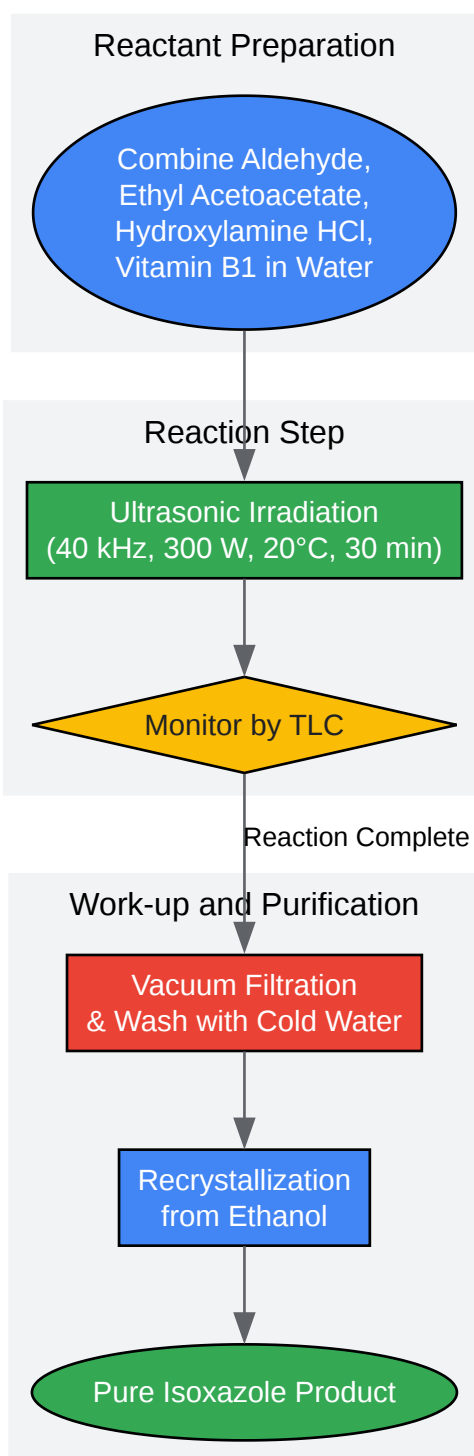 Reactant Preparation
Combine Aldehyde,
Ethyl Acetoacetate,
Hydroxylamine HCl,
Vitamin B1 in Water
Reaction Step
Ultrasonic Irradiation
(40 kHz, 300 W, 20°C, 30 min)
Monitor by TLC
Reaction Complete
Work-up and Purification
Vacuum Filtration
& Wash with Cold Water
Recrystallization
from Ethanol
Pure Isoxazole Product